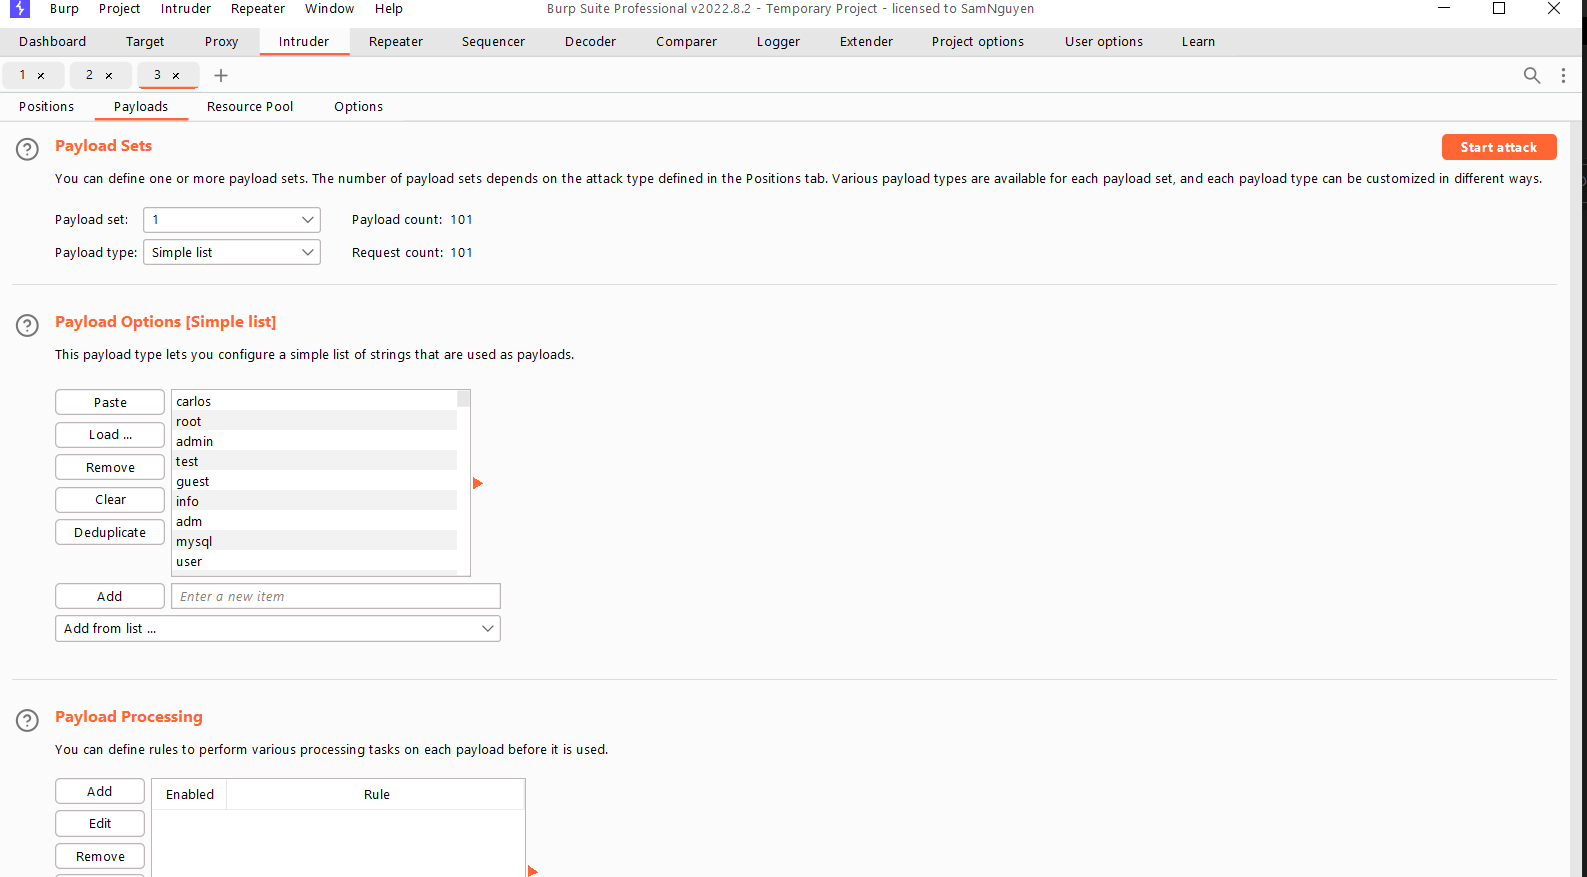 Burp Project Intruder Repeater Window Help Burp Suite Professional v2022.8.2 - Temporary Project - licensed to SamNguyen
Dashboard Target Proxy Intruder Repeater Sequencer Decoder Comparer Logger Extender Project options User options Learn
1 × 2 × 3 × +
Positions Payloads Resource Pool Options
? Payload Sets Start attack
You can define one or more payload sets. The number of payload sets depends on the attack type defined in the Positions tab. Various payload types are available for each payload set, and each payload type can be customized in different ways.
Payload set: 1 Payload count: 101
Payload type: Simple list Request count: 101
? Payload Options [Simple list]
This payload type lets you configure a simple list of strings that are used as payloads.
Paste
Load ...
Remove
Clear
Deduplicate
carlos
root
admin
test
guest
info
adm
mysql
user
Add Enter a new item
Add from list ...
? Payload Processing
You can define rules to perform various processing tasks on each payload before it is used.
Add
Edit
Remove
Enabled Rule